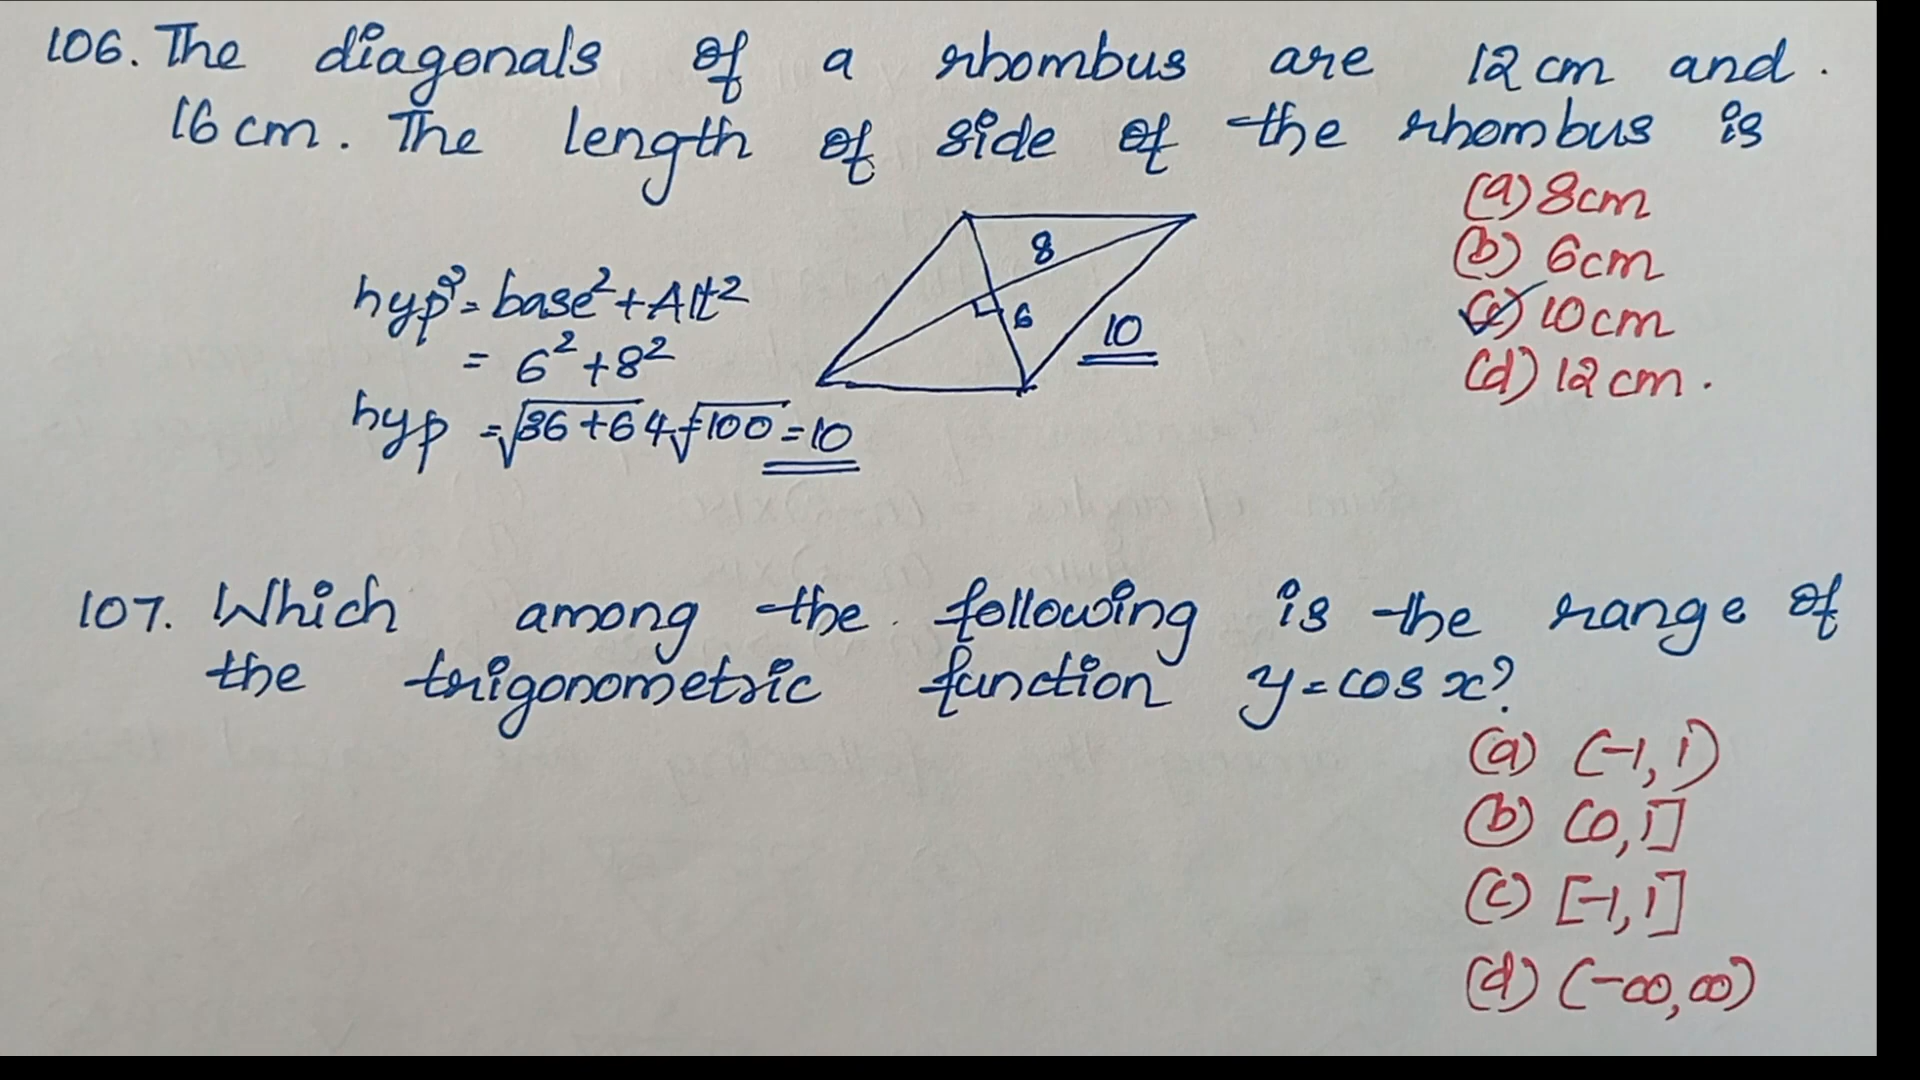 106. The diagonals of a rhombus are 12 cm and.
16 cm. The length of side of the rhombus is
(a) 8cm
(b) 6cm
(c) 10cm
(d) 12 cm.
hyp² = base² + Alt²
= 6² + 8²
hyp = √36+64 = √100 = 10
8
6
10
107. Which among the following is the range of
the trigonometric function y = cos x?
(a) (-1, 1)
(b) (0, 1]
(c) [-1, 1]
(d) (-∞, ∞)